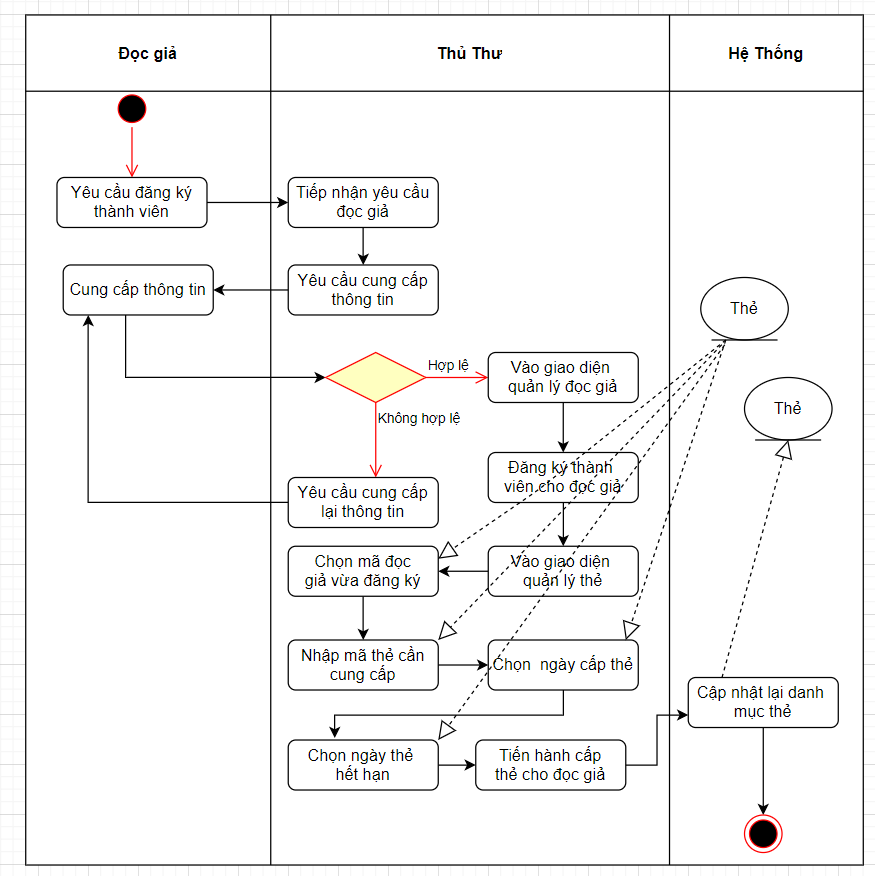 Đọc giả
Thủ Thư
Hệ Thống
Yêu cầu đăng ký
thành viên
Tiếp nhận yêu cầu
đọc giả
Cung cấp thông tin
Yêu cầu cung cấp
thông tin
Thẻ
Hợp lệ
Vào giao diện
quản lý đọc giả
Thẻ
Không hợp lệ
Đăng ký thành
viên cho đọc giả
Yêu cầu cung cấp
lại thông tin
Chọn mã đọc
giả vừa đăng ký
Vào giao diện
quản lý thẻ
Nhập mã thẻ cần
cung cấp
Chọn ngày cấp thẻ
Cập nhật lại danh
mục thẻ
Chọn ngày thẻ
hết hạn
Tiến hành cấp
thẻ cho đọc giả